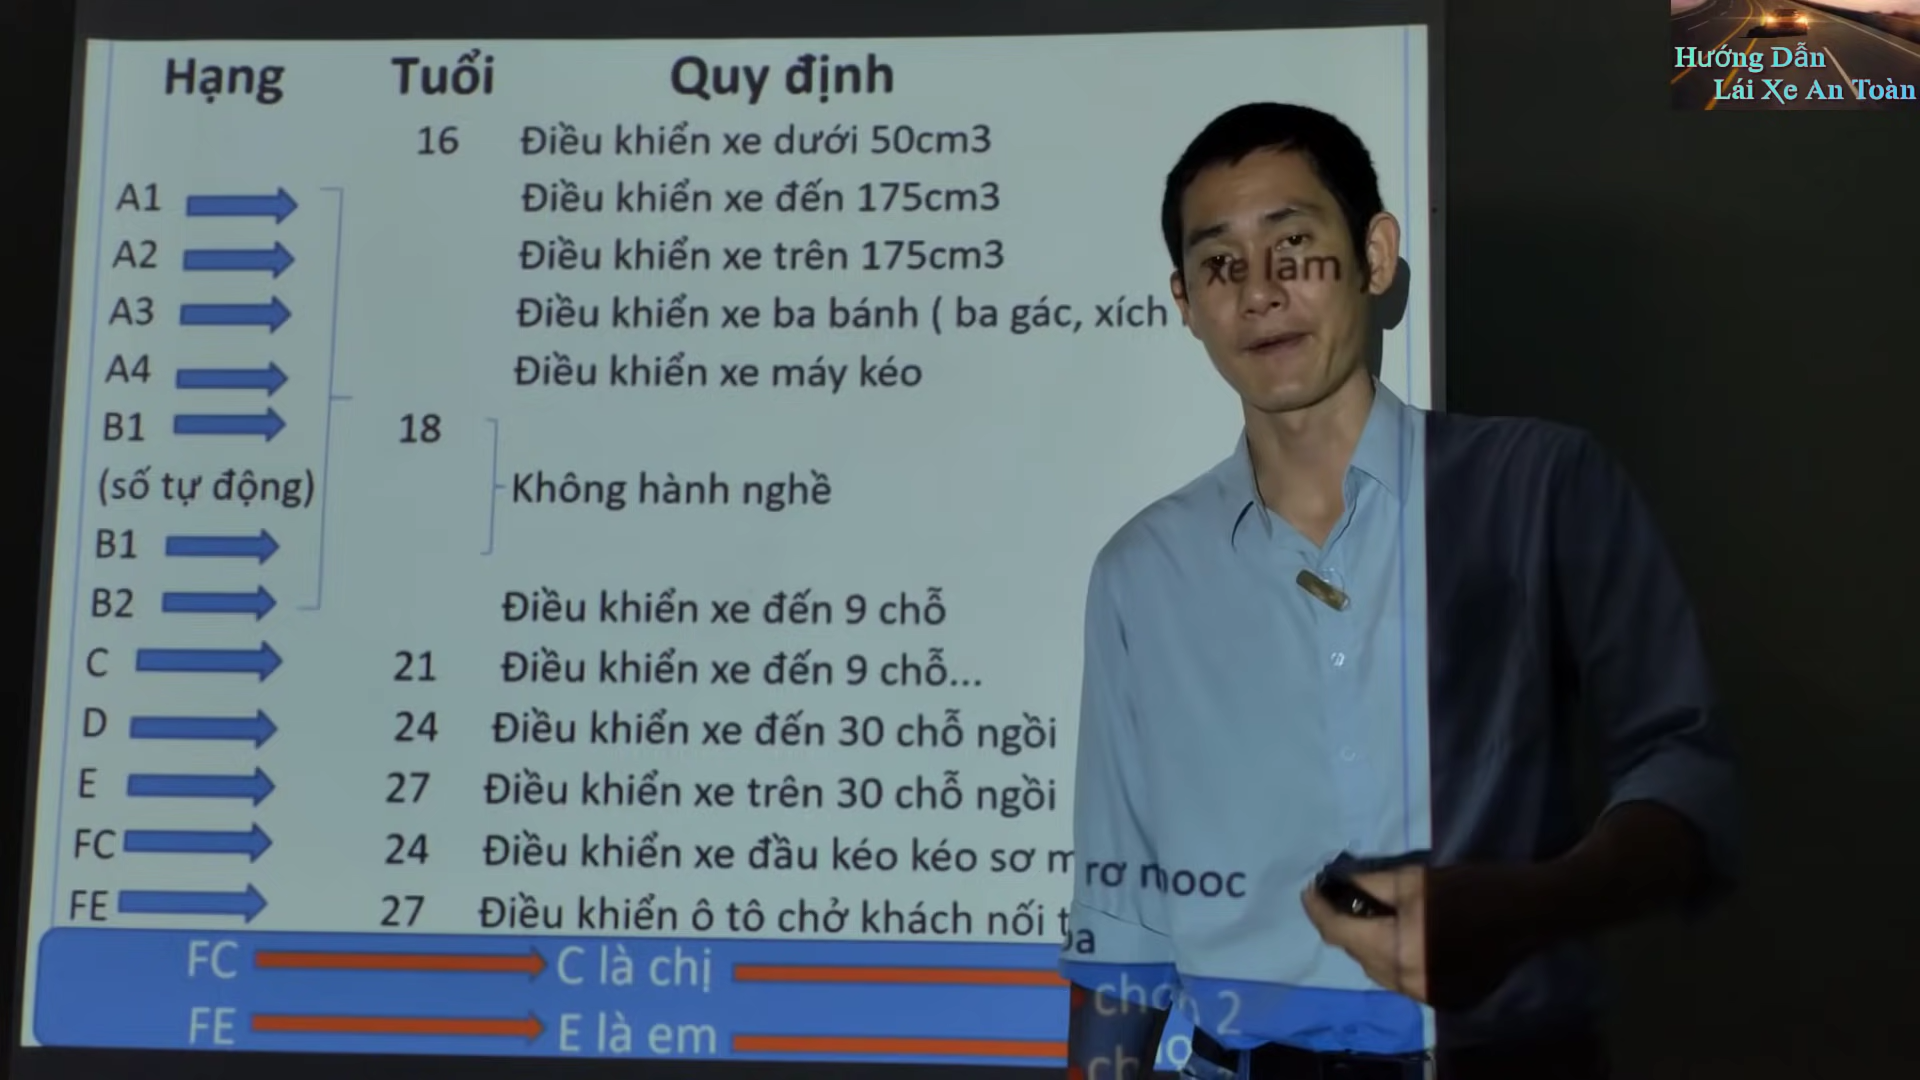 Hướng Dẫn
Lái Xe An Toàn
Hạng Tuổi Quy định
16 Điều khiển xe dưới 50cm3
A1 Điều khiển xe đến 175cm3
A2 Điều khiển xe trên 175cm3
A3 Điều khiển xe ba bánh ( ba gác, xích xe lam
A4 Điều khiển xe máy kéo
B1 18
(số tự động) Không hành nghề
B1
B2 Điều khiển xe đến 9 chỗ
C 21 Điều khiển xe đến 9 chỗ...
D 24 Điều khiển xe đến 30 chỗ ngồi
E 27 Điều khiển xe trên 30 chỗ ngồi
FC 24 Điều khiển xe đầu kéo kéo sơ mi rơ mooc
FE 27 Điều khiển ô tô chở khách nối toa
FC C là chị chọn 2
FE E là em